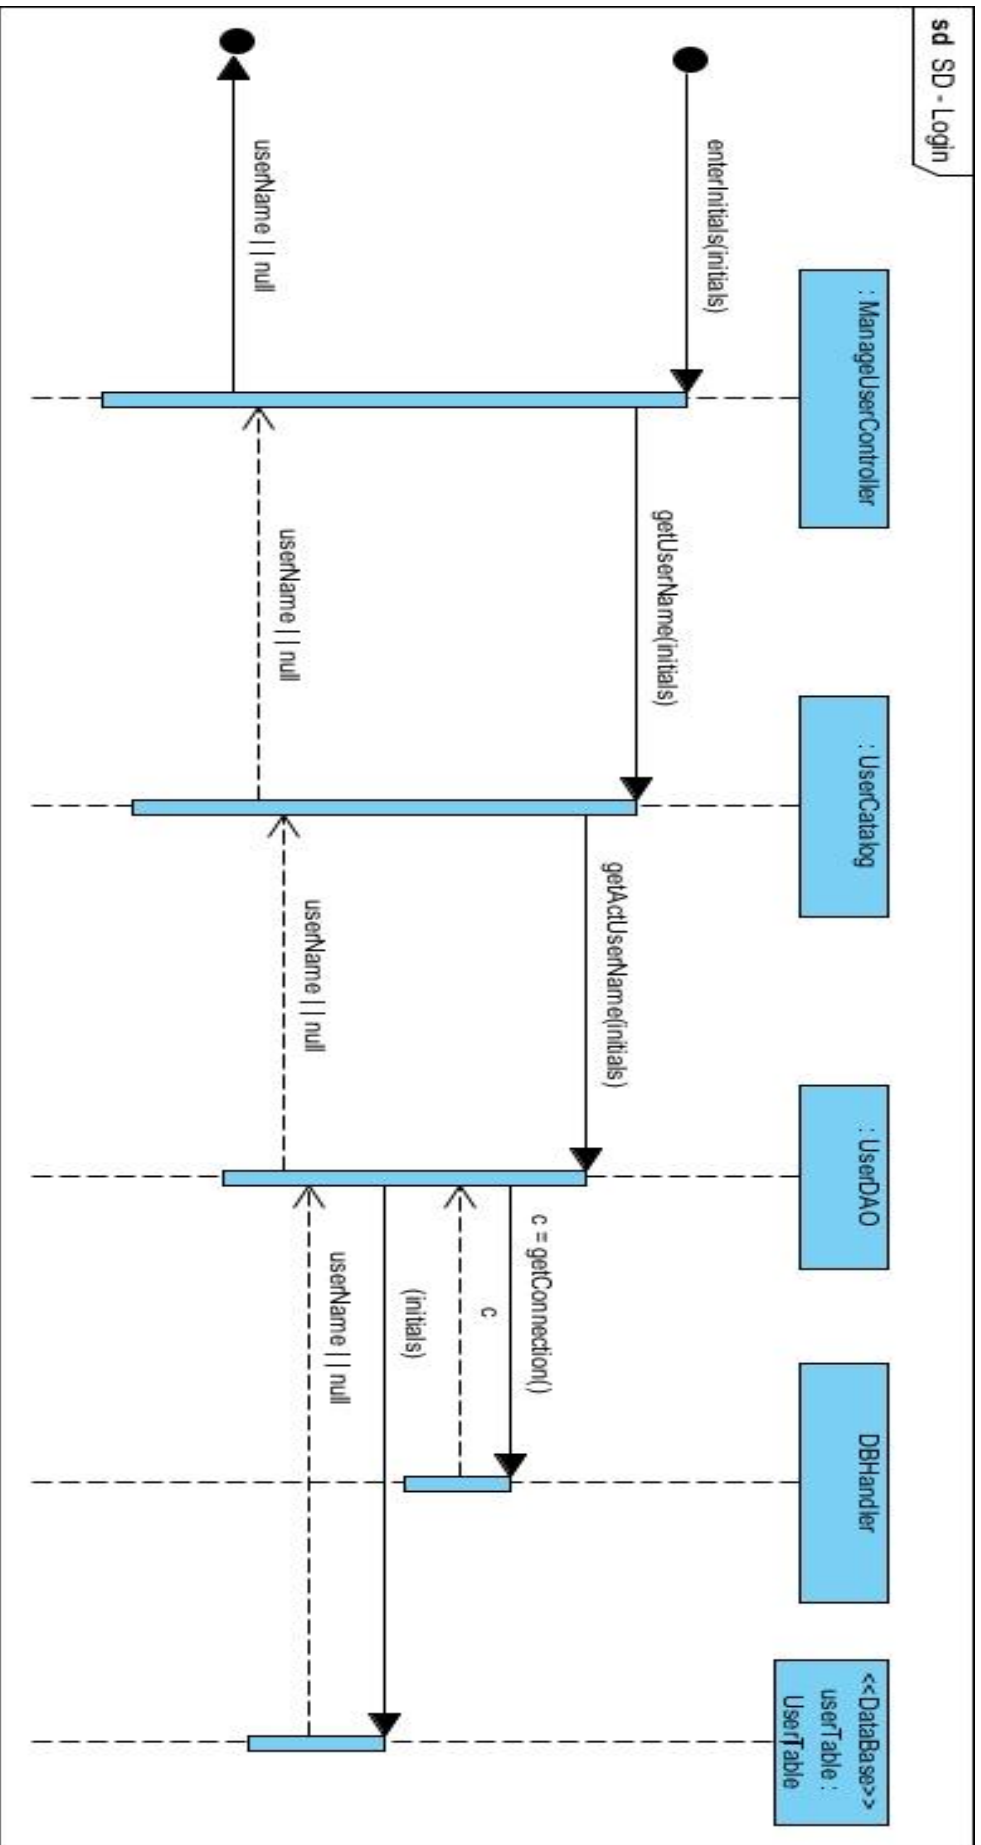 sd SD - Login
: ManageUserController
: UserCatalog
: UserDAO
DBHandler
<<DataBase>>
userTable :
UserTable
enterInitials(initials)
getUserName(initials)
getActUserName(initials)
c = getConnection()
c
(initials)
userName || null
userName || null
userName || null
userName || null